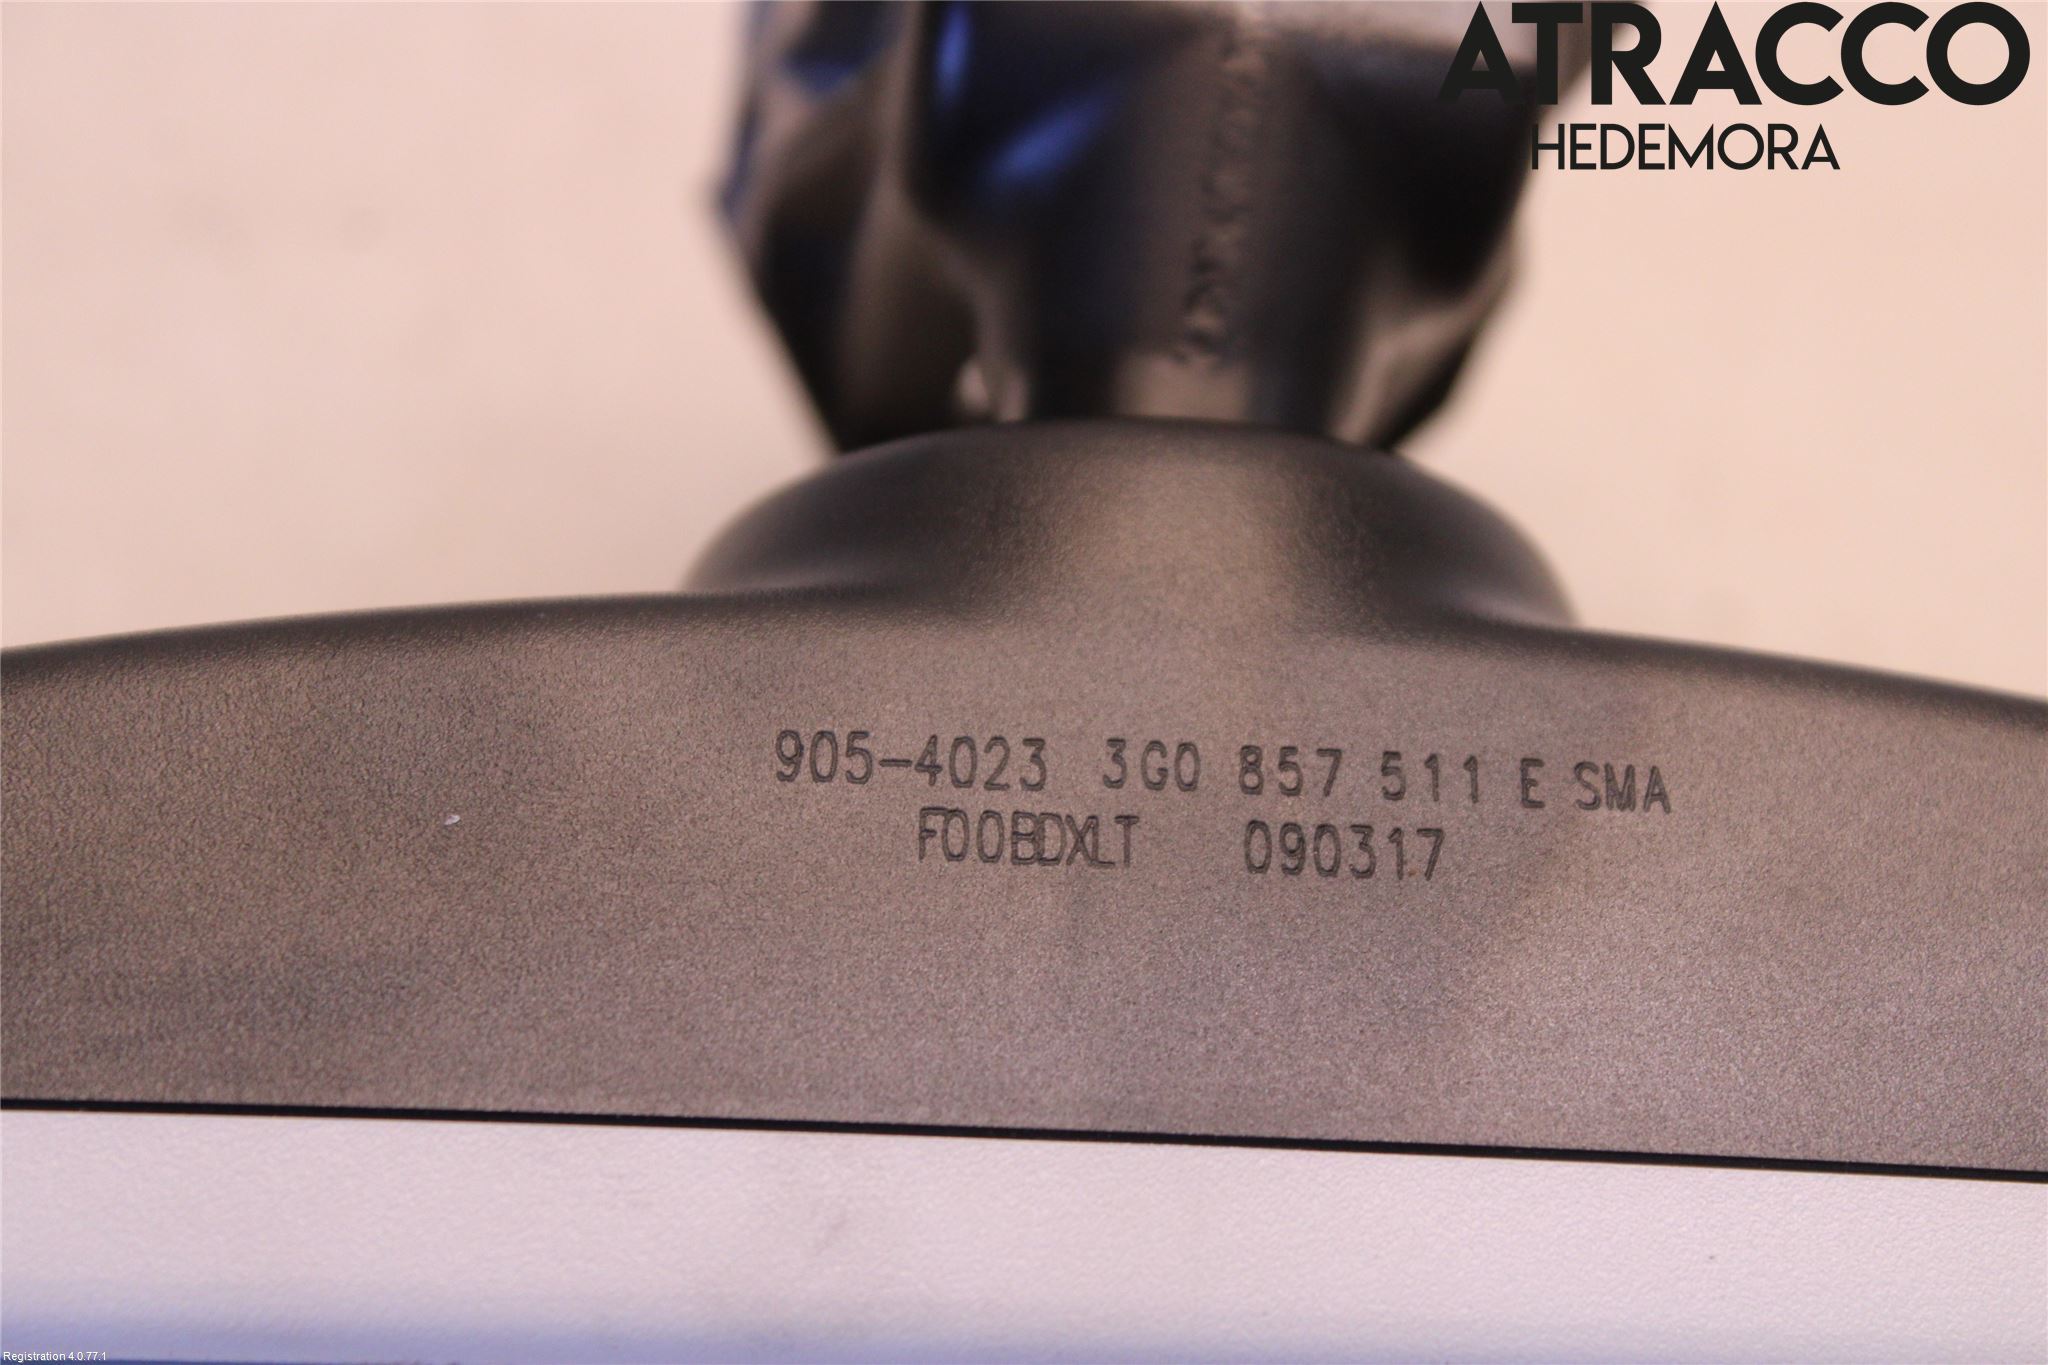 ATRACCO
HEDEMORA
905-4023 3G0 857 511 E SMA
F00BDXLT 090317
Registration 4.0.77.1